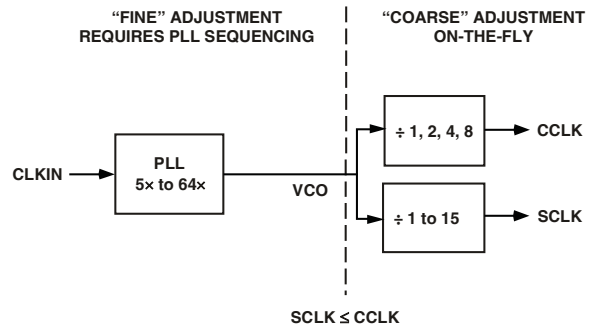 “FINE” ADJUSTMENT
REQUIRES PLL SEQUENCING
“COARSE” ADJUSTMENT
ON-THE-FLY
CLKIN
PLL
5× to 64×
VCO
÷ 1, 2, 4, 8
CCLK
÷ 1 to 15
SCLK
SCLK ≤ CCLK